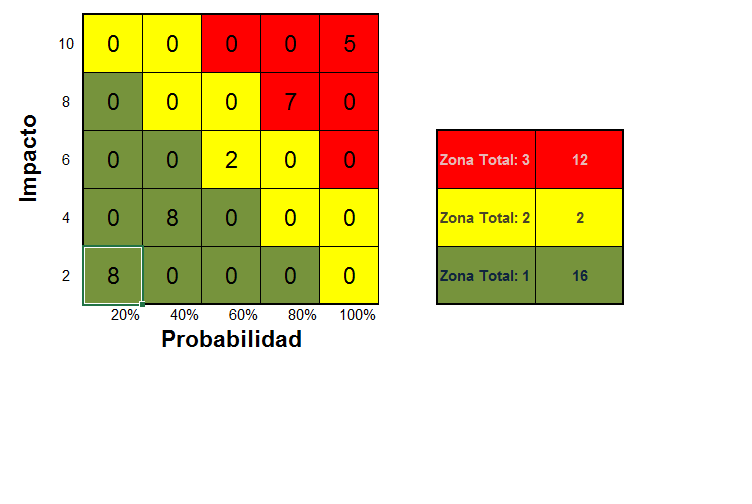 10 0 0 0 0 5
8 0 0 0 7 0
6 0 0 2 0 0
4 0 8 0 0 0
2 8 0 0 0 0
20% 40% 60% 80% 100%
Impacto
Probabilidad
Zona Total: 3 12
Zona Total: 2 2
Zona Total: 1 16